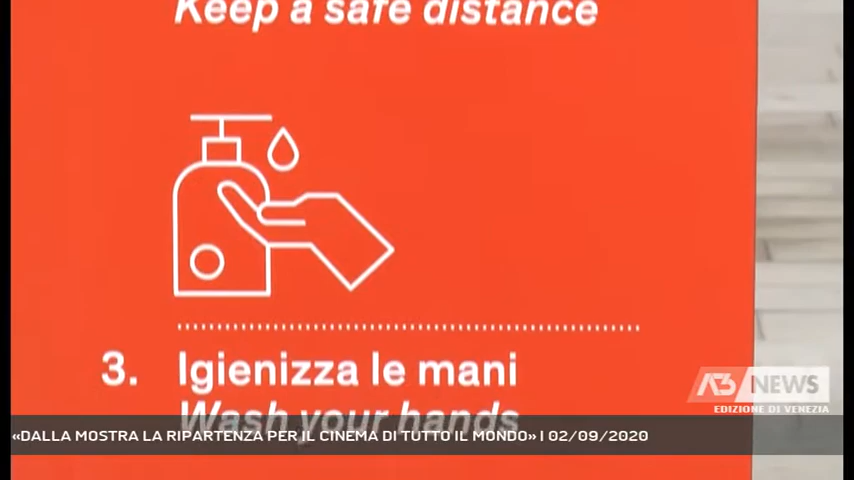 Keep a safe distance
3. Igienizza le mani
Wash your hands
A3 NEWS
EDIZIONE DI VENEZIA
«DALLA MOSTRA LA RIPARTENZA PER IL CINEMA DI TUTTO IL MONDO» | 02/09/2020